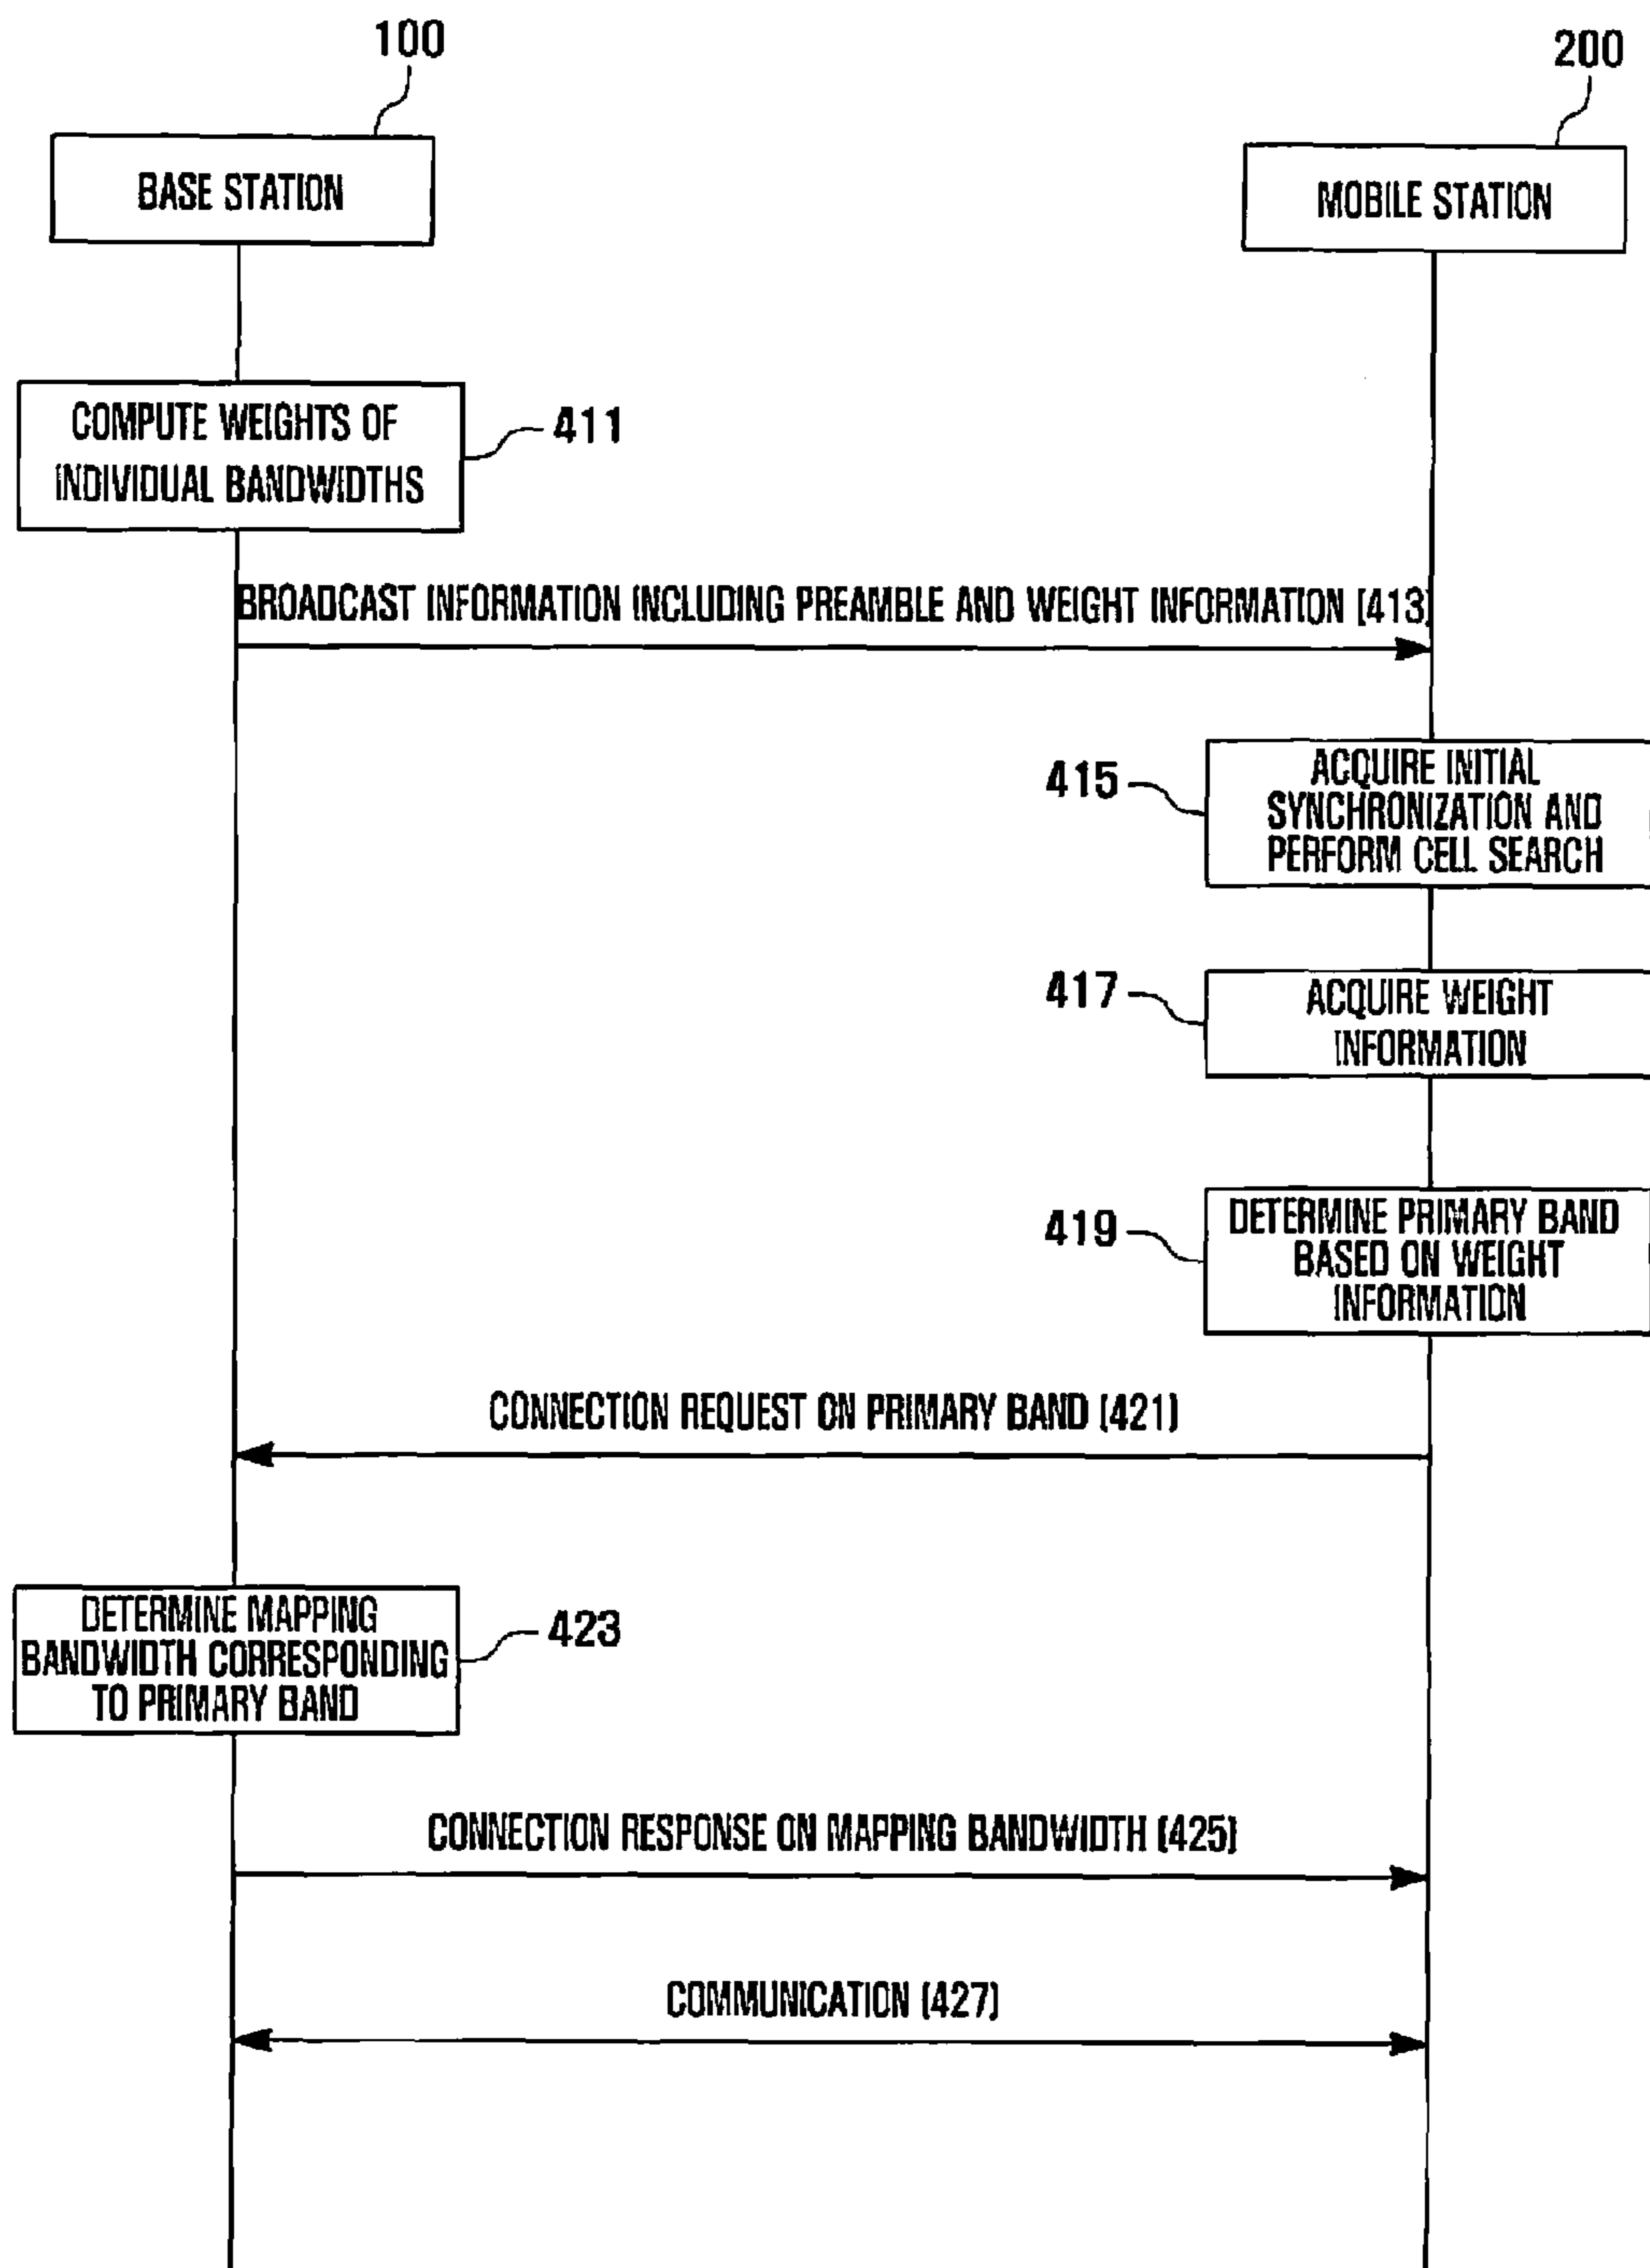 100
200
BASE STATION
MOBILE STATION
COMPUTE WEIGHTS OF
INDIVIDUAL BANDWIDTHS
411
BROADCAST INFORMATION INCLUDING PREAMBLE AND WEIGHT INFORMATION (413)
415
ACQUIRE INITIAL
SYNCHRONIZATION AND
PERFORM CELL SEARCH
417
ACQUIRE WEIGHT
INFORMATION
419
DETERMINE PRIMARY BAND
BASED ON WEIGHT
INFORMATION
CONNECTION REQUEST ON PRIMARY BAND (421)
DETERMINE MAPPING
BANDWIDTH CORRESPONDING
TO PRIMARY BAND
423
CONNECTION RESPONSE ON MAPPING BANDWIDTH (425)
COMMUNICATION (427)